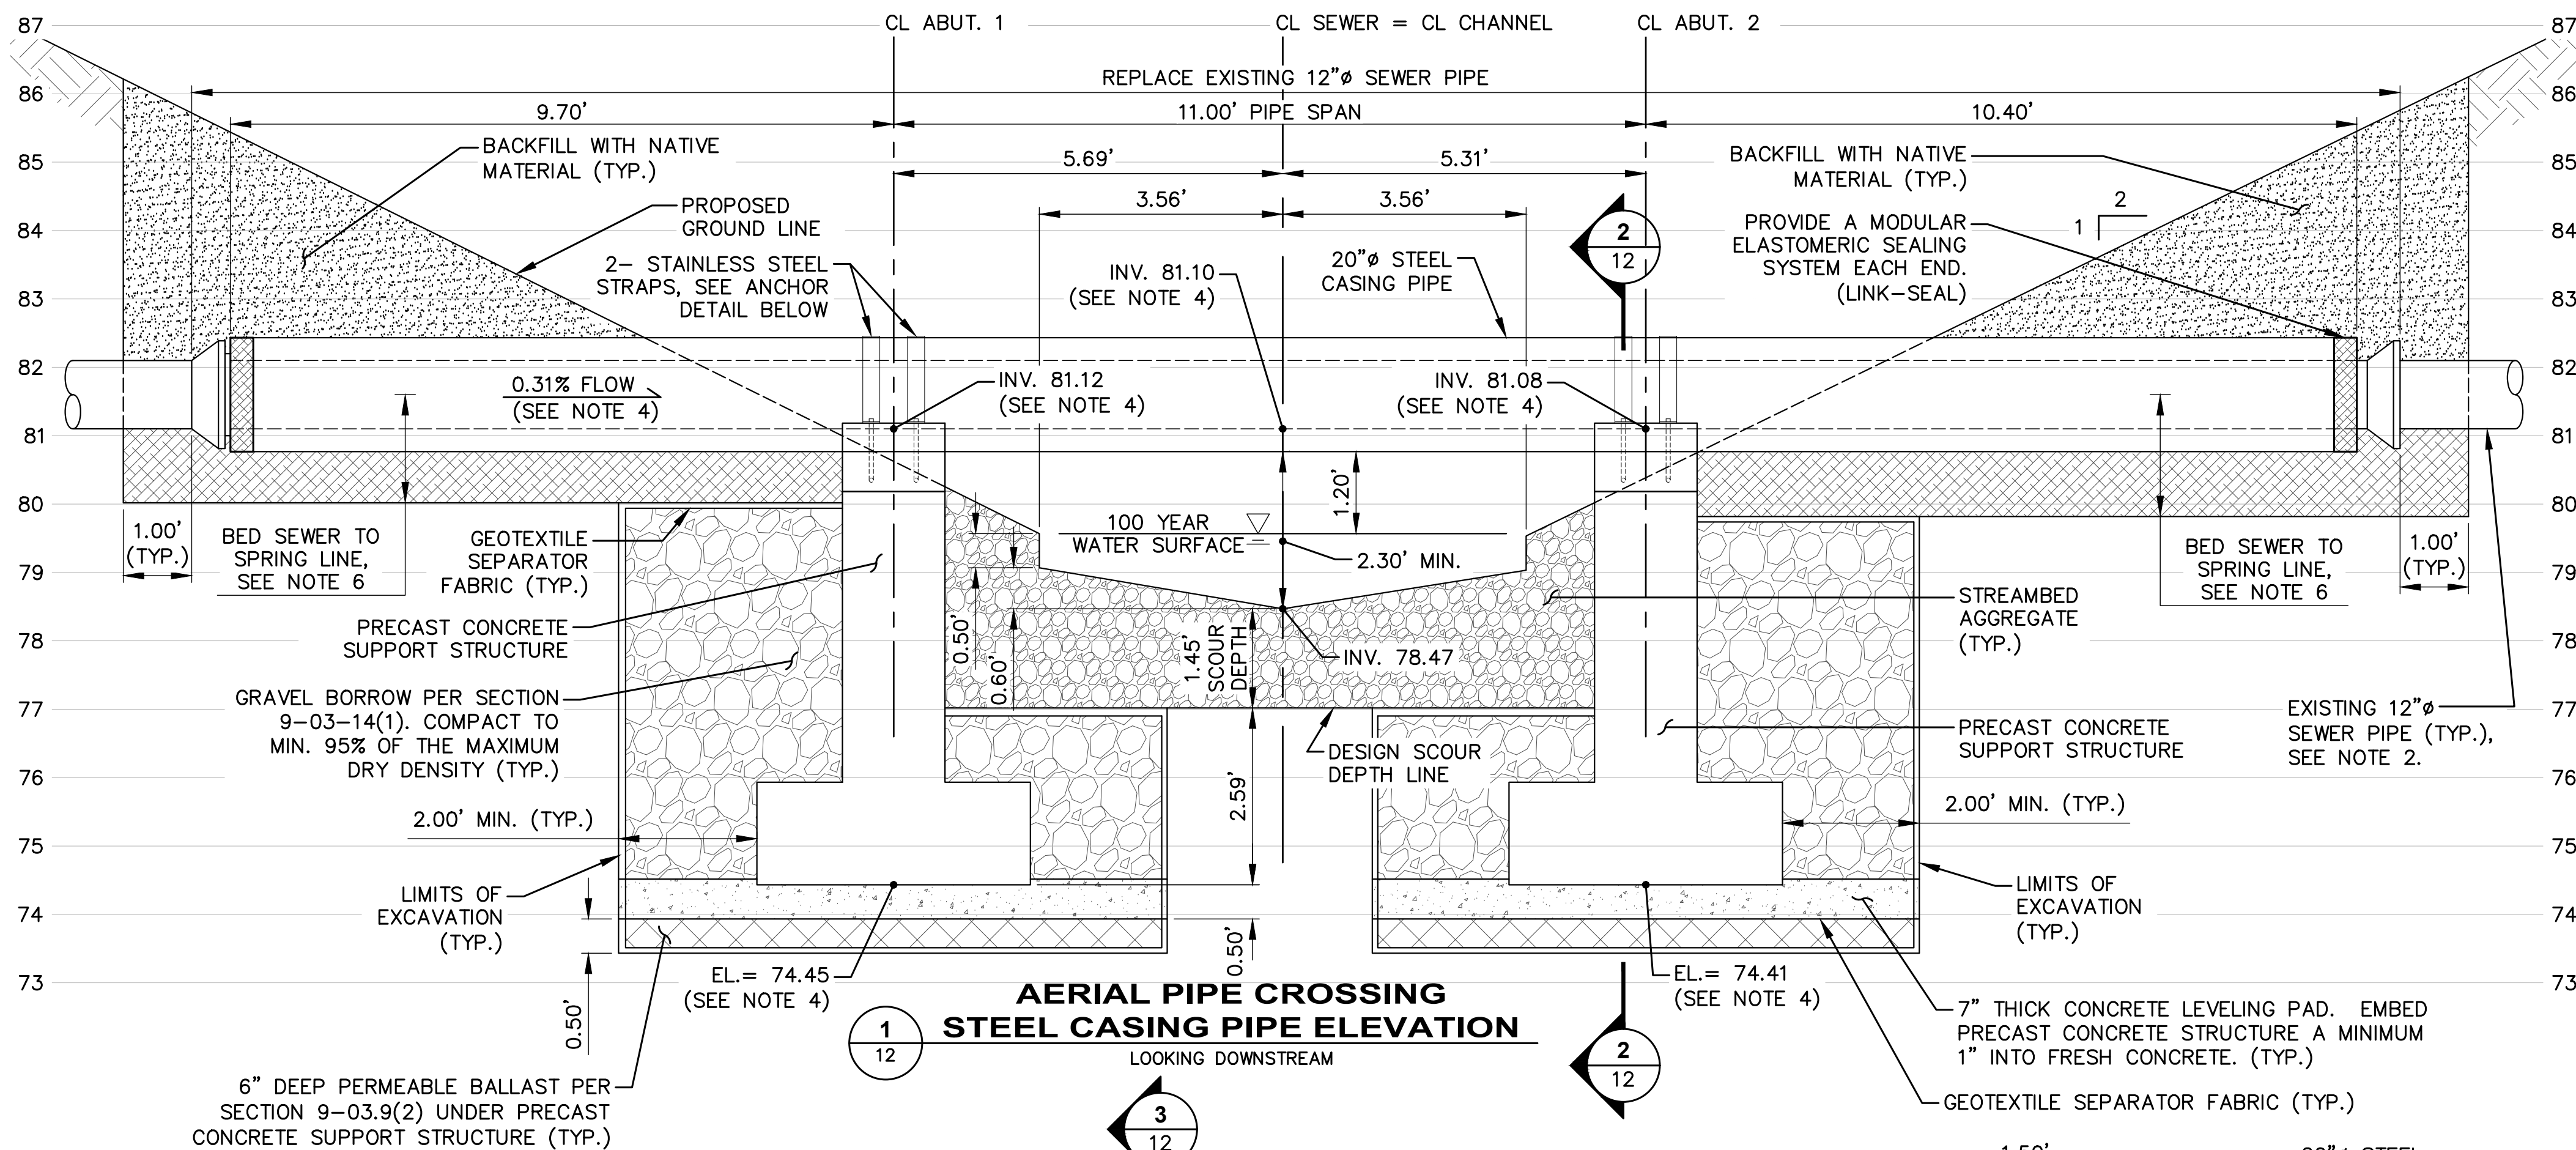 87
86
85
84
83
82
81
80
79
78
77
76
75
74
73
CL ABUT. 1
CL SEWER = CL CHANNEL
CL ABUT. 2
REPLACE EXISTING 12"ø SEWER PIPE
9.70'
11.00' PIPE SPAN
10.40'
5.69'
5.31'
3.56'
3.56'
BACKFILL WITH NATIVE
MATERIAL (TYP.)
PROPOSED
GROUND LINE
2- STAINLESS STEEL
STRAPS, SEE ANCHOR
DETAIL BELOW
INV. 81.10
(SEE NOTE 4)
20"ø STEEL
CASING PIPE
2
12
BACKFILL WITH NATIVE
MATERIAL (TYP.)
PROVIDE A MODULAR
ELASTOMERIC SEALING
SYSTEM EACH END.
(LINK-SEAL)
2
1
0.31% FLOW
(SEE NOTE 4)
INV. 81.12
(SEE NOTE 4)
INV. 81.08
(SEE NOTE 4)
1.20'
100 YEAR
WATER SURFACE
2.30' MIN.
1.00'
(TYP.)
BED SEWER TO
SPRING LINE,
SEE NOTE 6
GEOTEXTILE
SEPARATOR
FABRIC (TYP.)
PRECAST CONCRETE
SUPPORT STRUCTURE
GRAVEL BORROW PER SECTION
9-03-14(1). COMPACT TO
MIN. 95% OF THE MAXIMUM
DRY DENSITY (TYP.)
2.00' MIN. (TYP.)
LIMITS OF
EXCAVATION
(TYP.)
0.50'
0.60'
1.45'
SCOUR
DEPTH
INV. 78.47
DESIGN SCOUR
DEPTH LINE
2.59'
0.50'
0.50'
BED SEWER TO
SPRING LINE,
SEE NOTE 6
1.00'
(TYP.)
STREAMBED
AGGREGATE
(TYP.)
PRECAST CONCRETE
SUPPORT STRUCTURE
EXISTING 12"ø
SEWER PIPE (TYP.),
SEE NOTE 2.
2.00' MIN. (TYP.)
LIMITS OF
EXCAVATION
(TYP.)
EL.= 74.45
(SEE NOTE 4)
EL.= 74.41
(SEE NOTE 4)
6" DEEP PERMEABLE BALLAST PER
SECTION 9-03.9(2) UNDER PRECAST
CONCRETE SUPPORT STRUCTURE (TYP.)
7" THICK CONCRETE LEVELING PAD. EMBED
PRECAST CONCRETE STRUCTURE A MINIMUM
1" INTO FRESH CONCRETE. (TYP.)
GEOTEXTILE SEPARATOR FABRIC (TYP.)
1
12
AERIAL PIPE CROSSING
STEEL CASING PIPE ELEVATION
LOOKING DOWNSTREAM
2
12
3
12
87
86
85
84
83
82
81
80
79
78
77
76
75
74
73